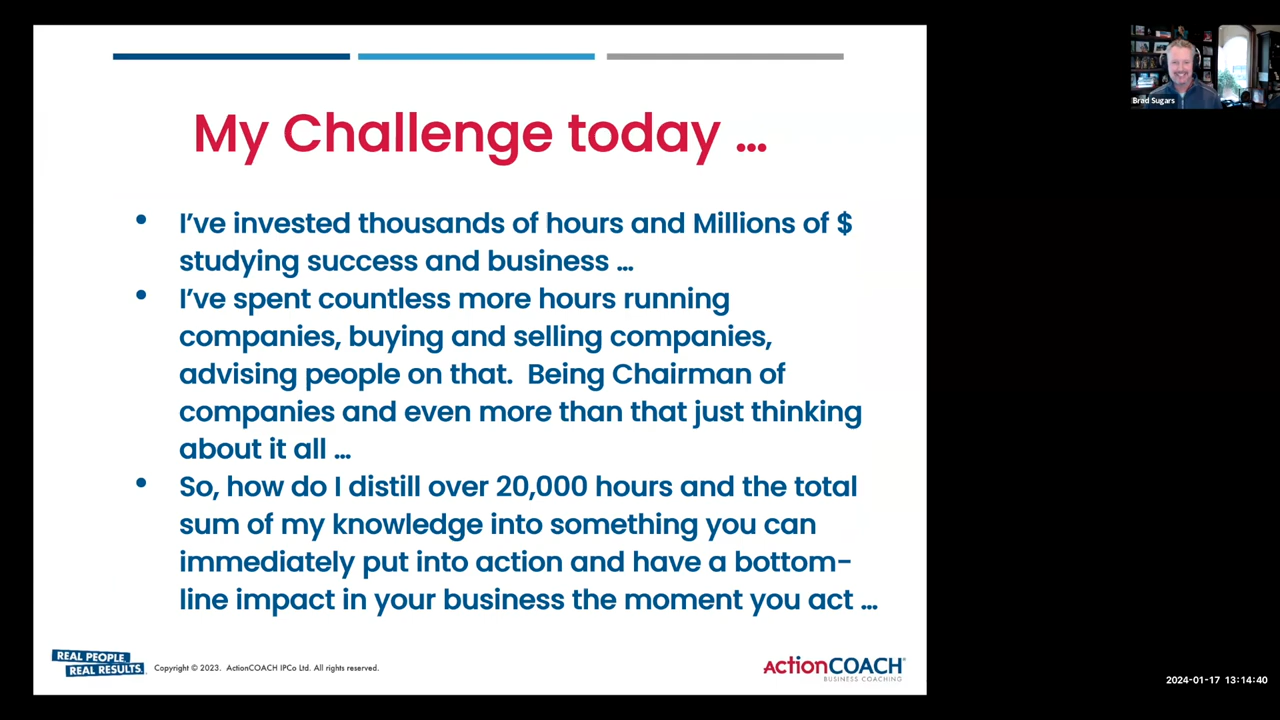 My Challenge today ...
• I've invested thousands of hours and Millions of $
studying success and business ...
• I've spent countless more hours running
companies, buying and selling companies,
advising people on that.  Being Chairman of
companies and even more than that just thinking
about it all ...
• So, how do I distill over 20,000 hours and the total
sum of my knowledge into something you can
immediately put into action and have a bottom-
line impact in your business the moment you act ...
REAL PEOPLE.
REAL RESULTS.
Copyright © 2023.  ActionCOACH IPCo Ltd. All rights reserved.
actionCOACH®
BUSINESS COACHING
Brad Sugars
2024-01-17 13:14:40